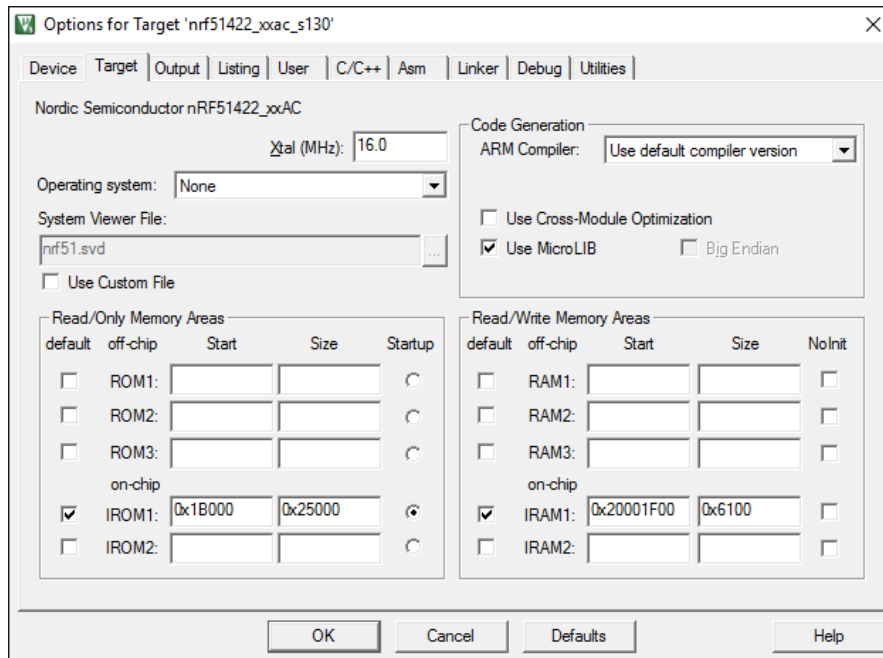 Options for Target 'nrf51422_xxac_s130'
Device Target Output Listing User C/C++ Asm Linker Debug Utilities
Nordic Semiconductor nRF51422_xxAC
Xtal (MHz): 16.0
Operating system: None
System Viewer File:
nrf51.svd ...
Use Custom File
Code Generation
ARM Compiler: Use default compiler version
Use Cross-Module Optimization
Use MicroLIB Big Endian
Read/Only Memory Areas
default off-chip Start Size Startup
ROM1:
ROM2:
ROM3:
on-chip
IROM1: 0x1B000 0x25000
IROM2:
Read/Write Memory Areas
default off-chip Start Size NoInit
RAM1:
RAM2:
RAM3:
on-chip
IRAM1: 0x20001F00 0x6100
IRAM2:
OK Cancel Defaults Help